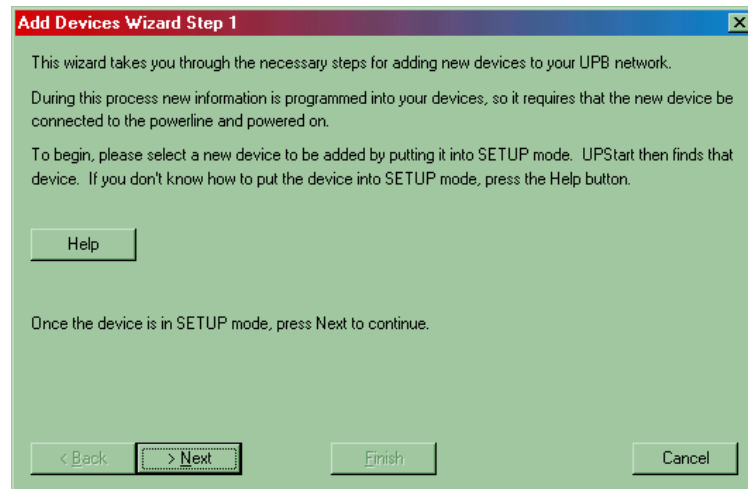 Add Devices Wizard Step 1
This wizard takes you through the necessary steps for adding new devices to your UPB network.
During this process new information is programmed into your devices, so it requires that the new device be
connected to the powerline and powered on.
To begin, please select a new device to be added by putting it into SETUP mode.  UPStart then finds that
device.  If you don't know how to put the device into SETUP mode, press the Help button.
Help
Once the device is in SETUP mode, press Next to continue.
< Back > Next Finish Cancel